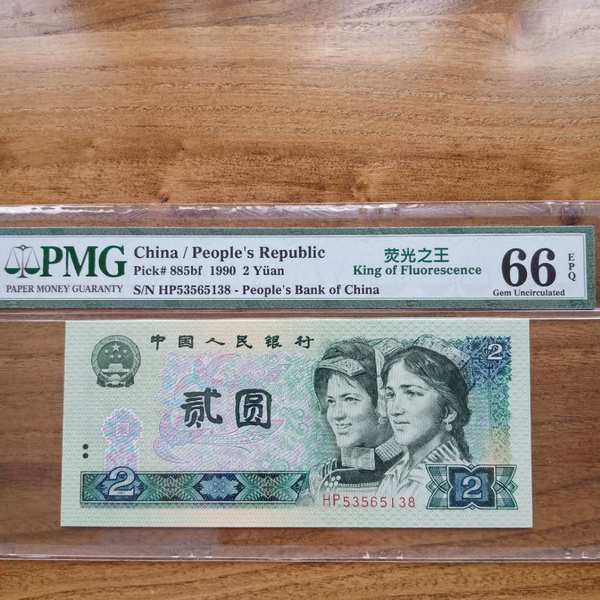 PMG
PAPER MONEY GUARANTY
China / People's Republic
Pick# 885bf 1990 2 Yüan
S/N HP53565138 - People's Bank of China
荧光之王
King of Fluorescence
66 EPQ
Gem Uncirculated
中国人民银行
2
贰圆
2
HP53565138
2